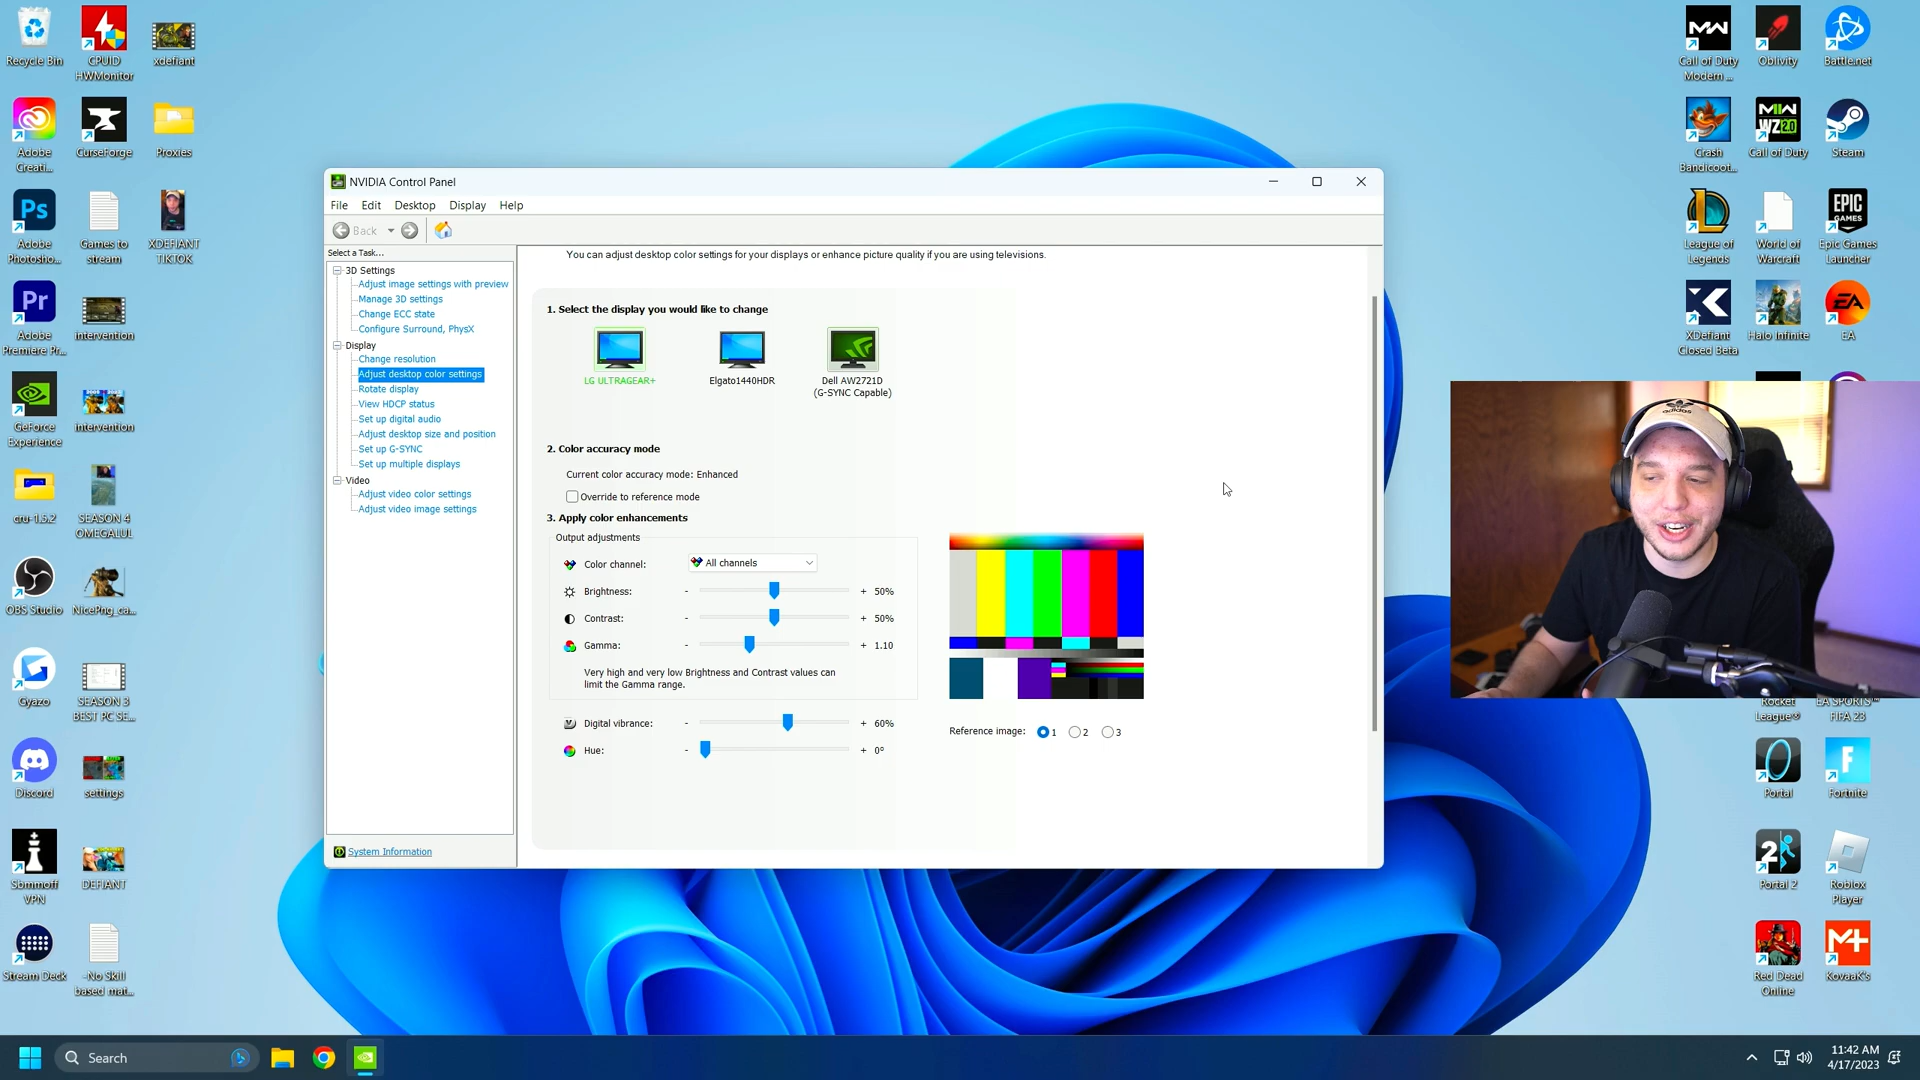 Recycle Bin
CPUID
HWMonitor
xdefiant
Adobe
Creati...
CurseForge
Proxies
Ps
Adobe
Photosho...
Games to
stream
XDEFIANT
TIKTOK
Pr
Adobe
Premiere Pr...
intervention
GeForce
Experience
intervention
cru-1.5.2
SEASON 4
OMEGALUL
OBS Studio
NicePng_ca...
Gyazo
SEASON 3
BEST PC SE...
Discord
settings
Sbmmoff
VPN
DEFIANT
Stream Deck
-No Skill
based mat...
NVIDIA Control Panel
File Edit Desktop Display Help
Back
Select a Task...
3D Settings
Adjust image settings with preview
Manage 3D settings
Change ECC state
Configure Surround, PhysX
Display
Change resolution
Adjust desktop color settings
Rotate display
View HDCP status
Set up digital audio
Adjust desktop size and position
Set up G-SYNC
Set up multiple displays
Video
Adjust video color settings
Adjust video image settings
System Information
You can adjust desktop color settings for your displays or enhance picture quality if you are using televisions.
1. Select the display you would like to change
LG ULTRAGEAR+
Elgato1440HDR
Dell AW2721D
(G-SYNC Capable)
2. Color accuracy mode
Current color accuracy mode: Enhanced
Override to reference mode
3. Apply color enhancements
Output adjustments
Color channel: All channels
Brightness: - + 50%
Contrast: - + 50%
Gamma: - + 1.10
Very high and very low Brightness and Contrast values can
limit the Gamma range.
Digital vibrance: - + 60%
Hue: - + 0°
Reference image: 1 2 3
MW
Call of Duty
Modern ...
Oblivity
Battle.net
Crash
Bandicoot...
MW
WZ2.0
Call of Duty
Steam
League of
Legends
World of
Warcraft
EPIC
GAMES
Epic Games
Launcher
XDefiant
Closed Beta
Halo Infinite
EA
EA
adidas
Rocket
League®
EA SPORTS™
FIFA 23
Portal
F
Fortnite
2
Portal 2
Roblox
Player
Red Dead
Online
M+
KovaaK's
Search
11:42 AM
4/17/2023